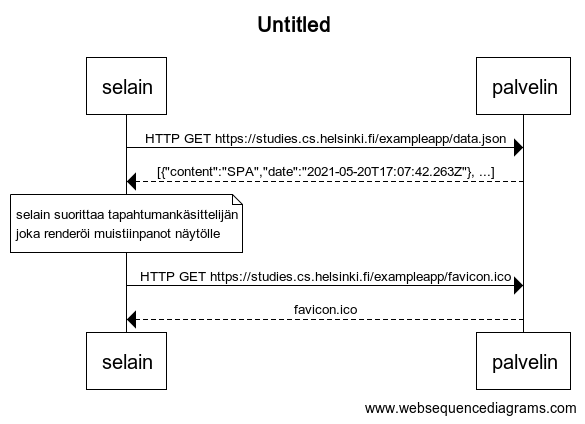 Untitled
selain
palvelin
HTTP GET https://studies.cs.helsinki.fi/exampleapp/data.json
[{"content":"SPA","date":"2021-05-20T17:07:42.263Z"}, ...]
selain suorittaa tapahtumankäsittelijän
joka renderöi muistiinpanot näytölle
HTTP GET https://studies.cs.helsinki.fi/exampleapp/favicon.ico
favicon.ico
selain
palvelin
www.websequencediagrams.com